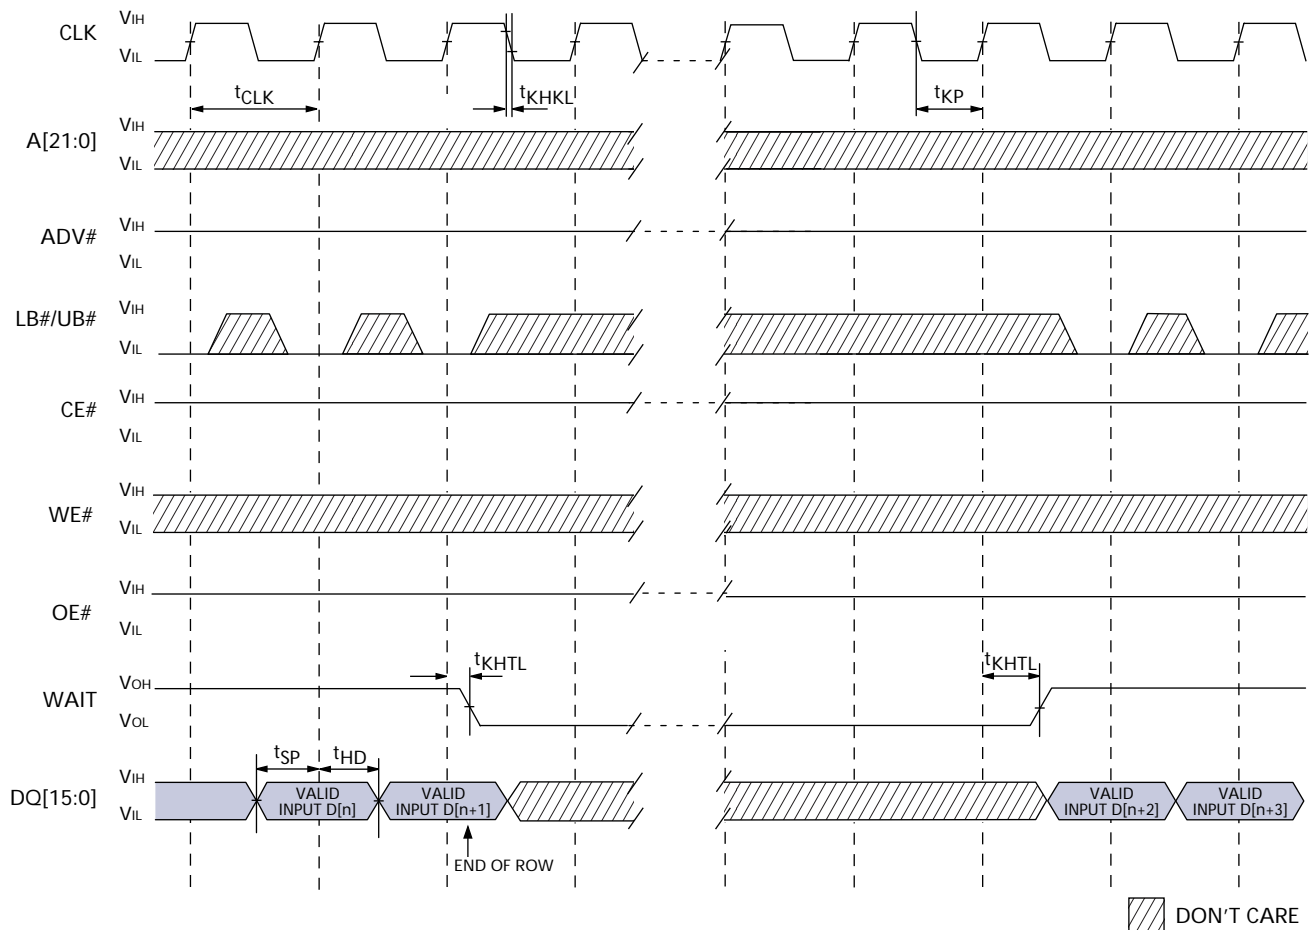 CLK
VIH
VIL
tCLK
tKHKL
tKP
A[21:0]
VIH
VIL
ADV#
VIH
VIL
LB#/UB#
VIH
VIL
CE#
VIH
VIL
WE#
VIH
VIL
OE#
VIH
VIL
tKHTL
tKHTL
WAIT
VOH
VOL
tSP
tHD
DQ[15:0]
VIH
VIL
VALID
INPUT D[n]
VALID
INPUT D[n+1]
VALID
INPUT D[n+2]
VALID
INPUT D[n+3]
END OF ROW
DON'T CARE